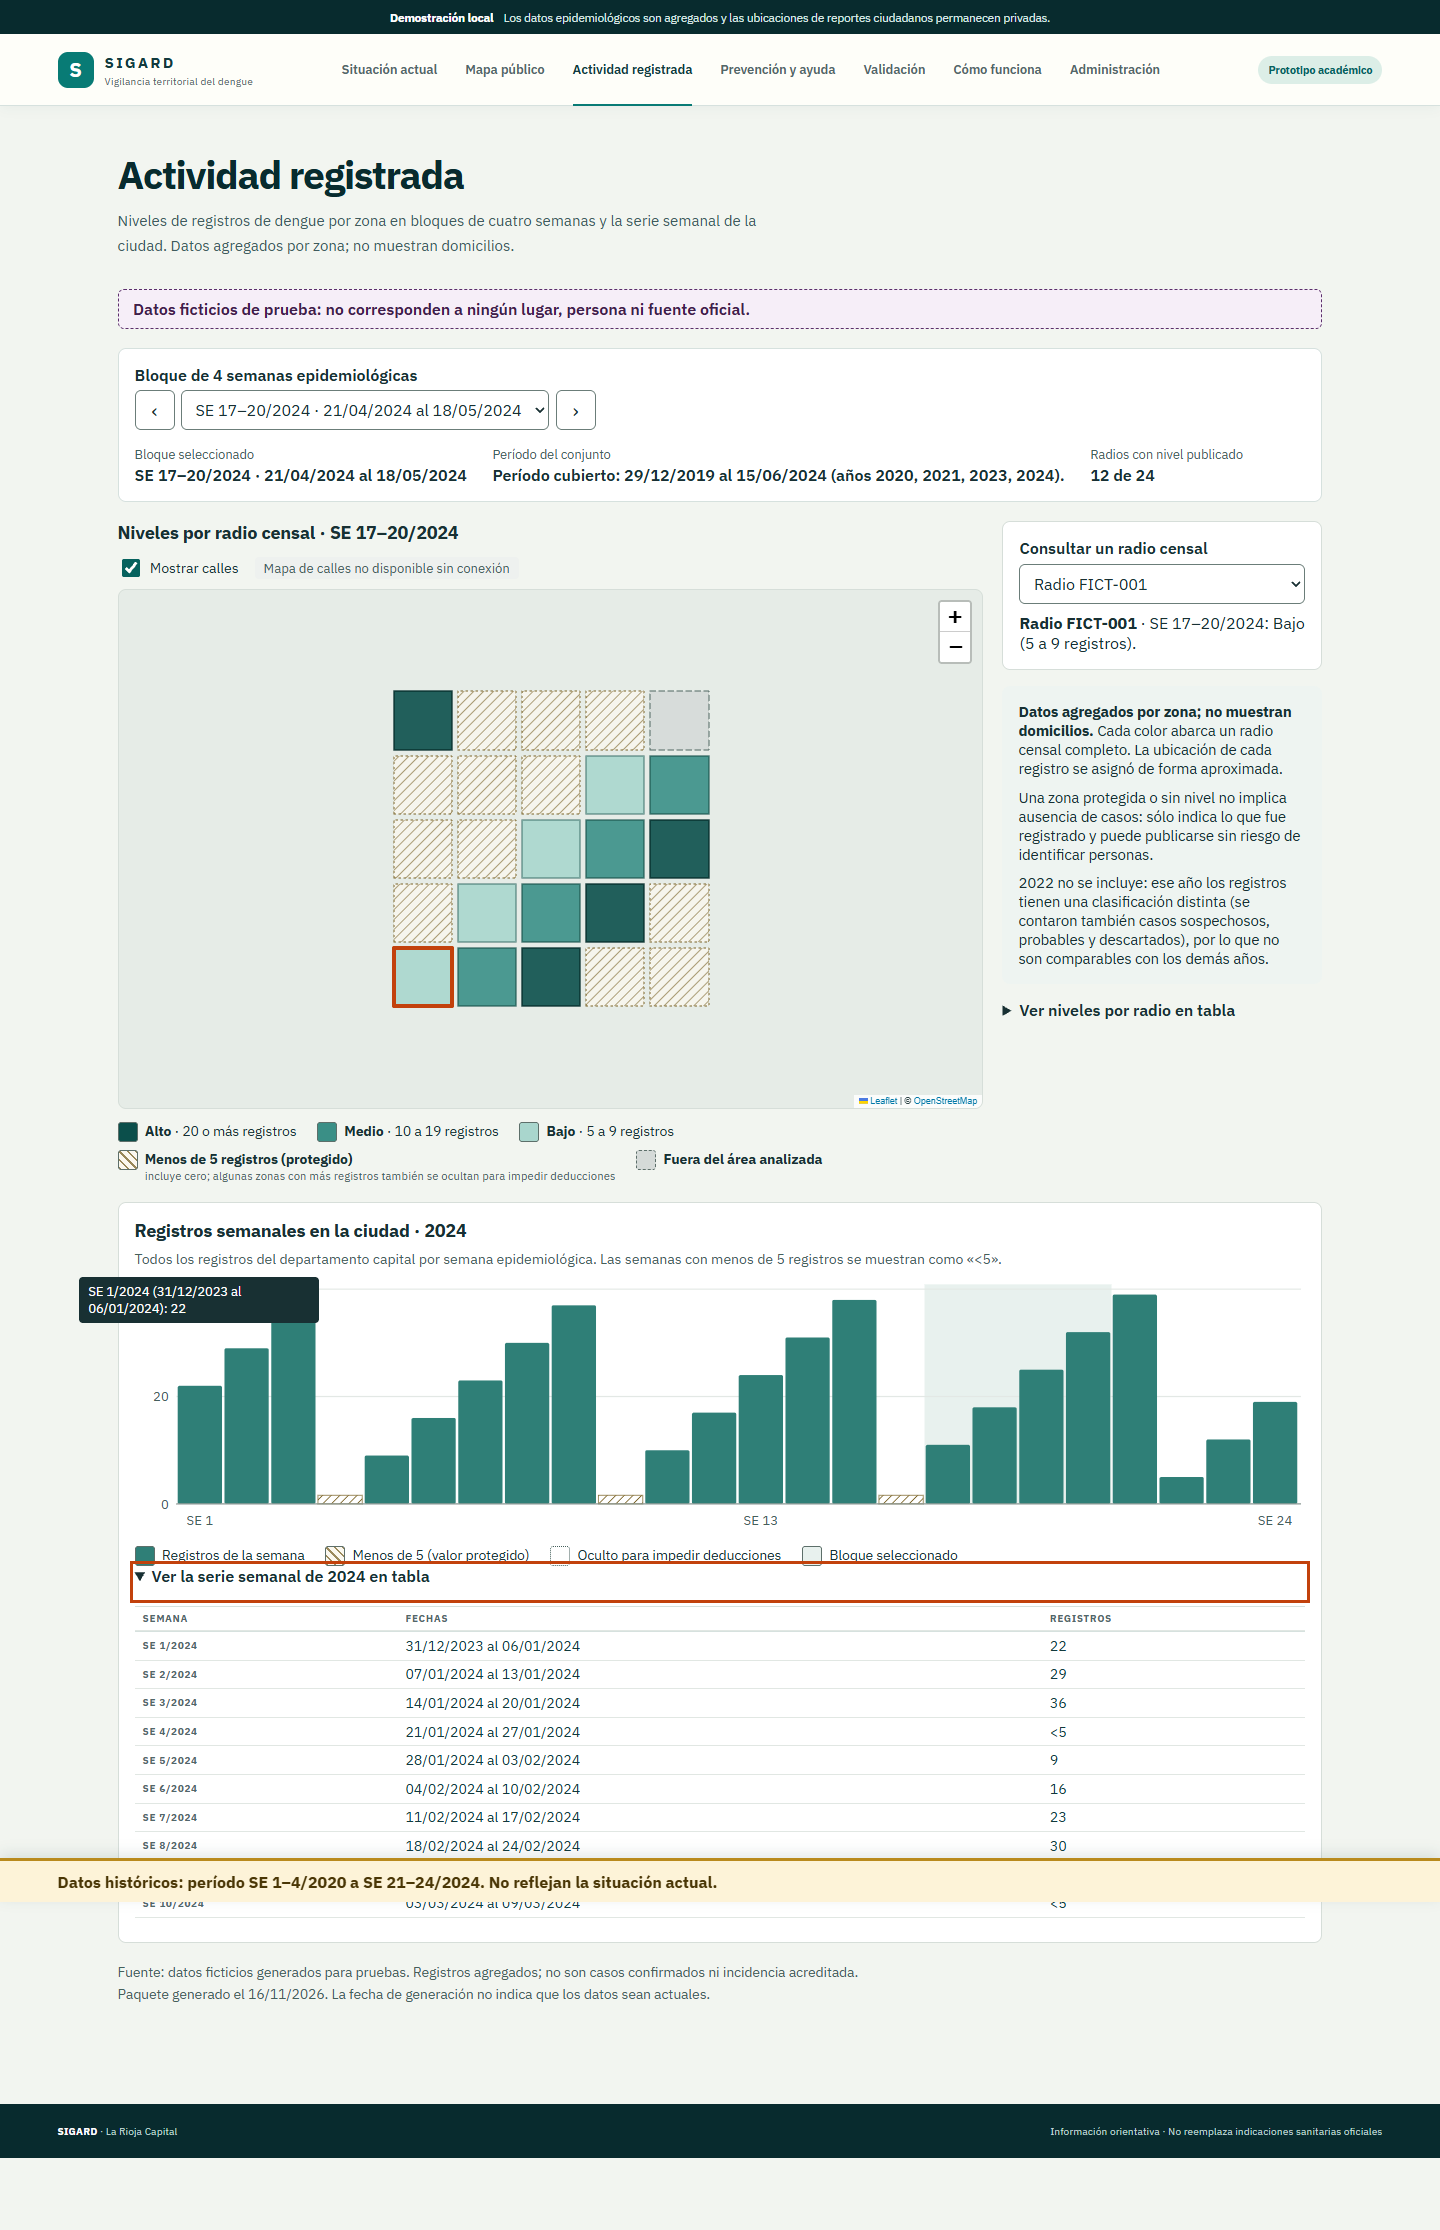 Demostración local Los datos epidemiológicos son agregados y las ubicaciones de reportes ciudadanos permanecen privadas.
S
SIGARD
Vigilancia territorial del dengue
Situación actual
Mapa público
Actividad registrada
Prevención y ayuda
Validación
Cómo funciona
Administración
Prototipo académico
Actividad registrada
Niveles de registros de dengue por zona en bloques de cuatro semanas y la serie semanal de la
ciudad. Datos agregados por zona; no muestran domicilios.
Datos ficticios de prueba: no corresponden a ningún lugar, persona ni fuente oficial.
Bloque de 4 semanas epidemiológicas
‹
SE 17–20/2024 · 21/04/2024 al 18/05/2024
›
Bloque seleccionado
SE 17–20/2024 · 21/04/2024 al 18/05/2024
Período del conjunto
Período cubierto: 29/12/2019 al 15/06/2024 (años 2020, 2021, 2023, 2024).
Radios con nivel publicado
12 de 24
Niveles por radio censal · SE 17–20/2024
Mostrar calles
Mapa de calles no disponible sin conexión
+
−
Leaflet | © OpenStreetMap
Consultar un radio censal
Radio FICT-001
Radio FICT-001 · SE 17–20/2024: Bajo
(5 a 9 registros).
Datos agregados por zona; no muestran
domicilios. Cada color abarca un radio
censal completo. La ubicación de cada
registro se asignó de forma aproximada.
Una zona protegida o sin nivel no implica
ausencia de casos: sólo indica lo que fue
registrado y puede publicarse sin riesgo de
identificar personas.
2022 no se incluye: ese año los registros
tienen una clasificación distinta (se
contaron también casos sospechosos,
probables y descartados), por lo que no
son comparables con los demás años.
Ver niveles por radio en tabla
Alto · 20 o más registros
Medio · 10 a 19 registros
Bajo · 5 a 9 registros
Menos de 5 registros (protegido)
incluye cero; algunas zonas con más registros también se ocultan para impedir deducciones
Fuera del área analizada
Registros semanales en la ciudad · 2024
Todos los registros del departamento capital por semana epidemiológica. Las semanas con menos de 5 registros se muestran como «<5».
SE 1/2024 (31/12/2023 al
06/01/2024): 22
20
0
SE 1
SE 13
SE 24
Registros de la semana
Menos de 5 (valor protegido)
Oculto para impedir deducciones
Bloque seleccionado
Ver la serie semanal de 2024 en tabla
SEMANA FECHAS REGISTROS
SE 1/2024 31/12/2023 al 06/01/2024 22
SE 2/2024 07/01/2024 al 13/01/2024 29
SE 3/2024 14/01/2024 al 20/01/2024 36
SE 4/2024 21/01/2024 al 27/01/2024 <5
SE 5/2024 28/01/2024 al 03/02/2024 9
SE 6/2024 04/02/2024 al 10/02/2024 16
SE 7/2024 11/02/2024 al 17/02/2024 23
SE 8/2024 18/02/2024 al 24/02/2024 30
Datos históricos: período SE 1–4/2020 a SE 21–24/2024. No reflejan la situación actual.
SE 10/2024 03/03/2024 al 09/03/2024 <5
Fuente: datos ficticios generados para pruebas. Registros agregados; no son casos confirmados ni incidencia acreditada.
Paquete generado el 16/11/2026. La fecha de generación no indica que los datos sean actuales.
SIGARD · La Rioja Capital
Información orientativa · No reemplaza indicaciones sanitarias oficiales